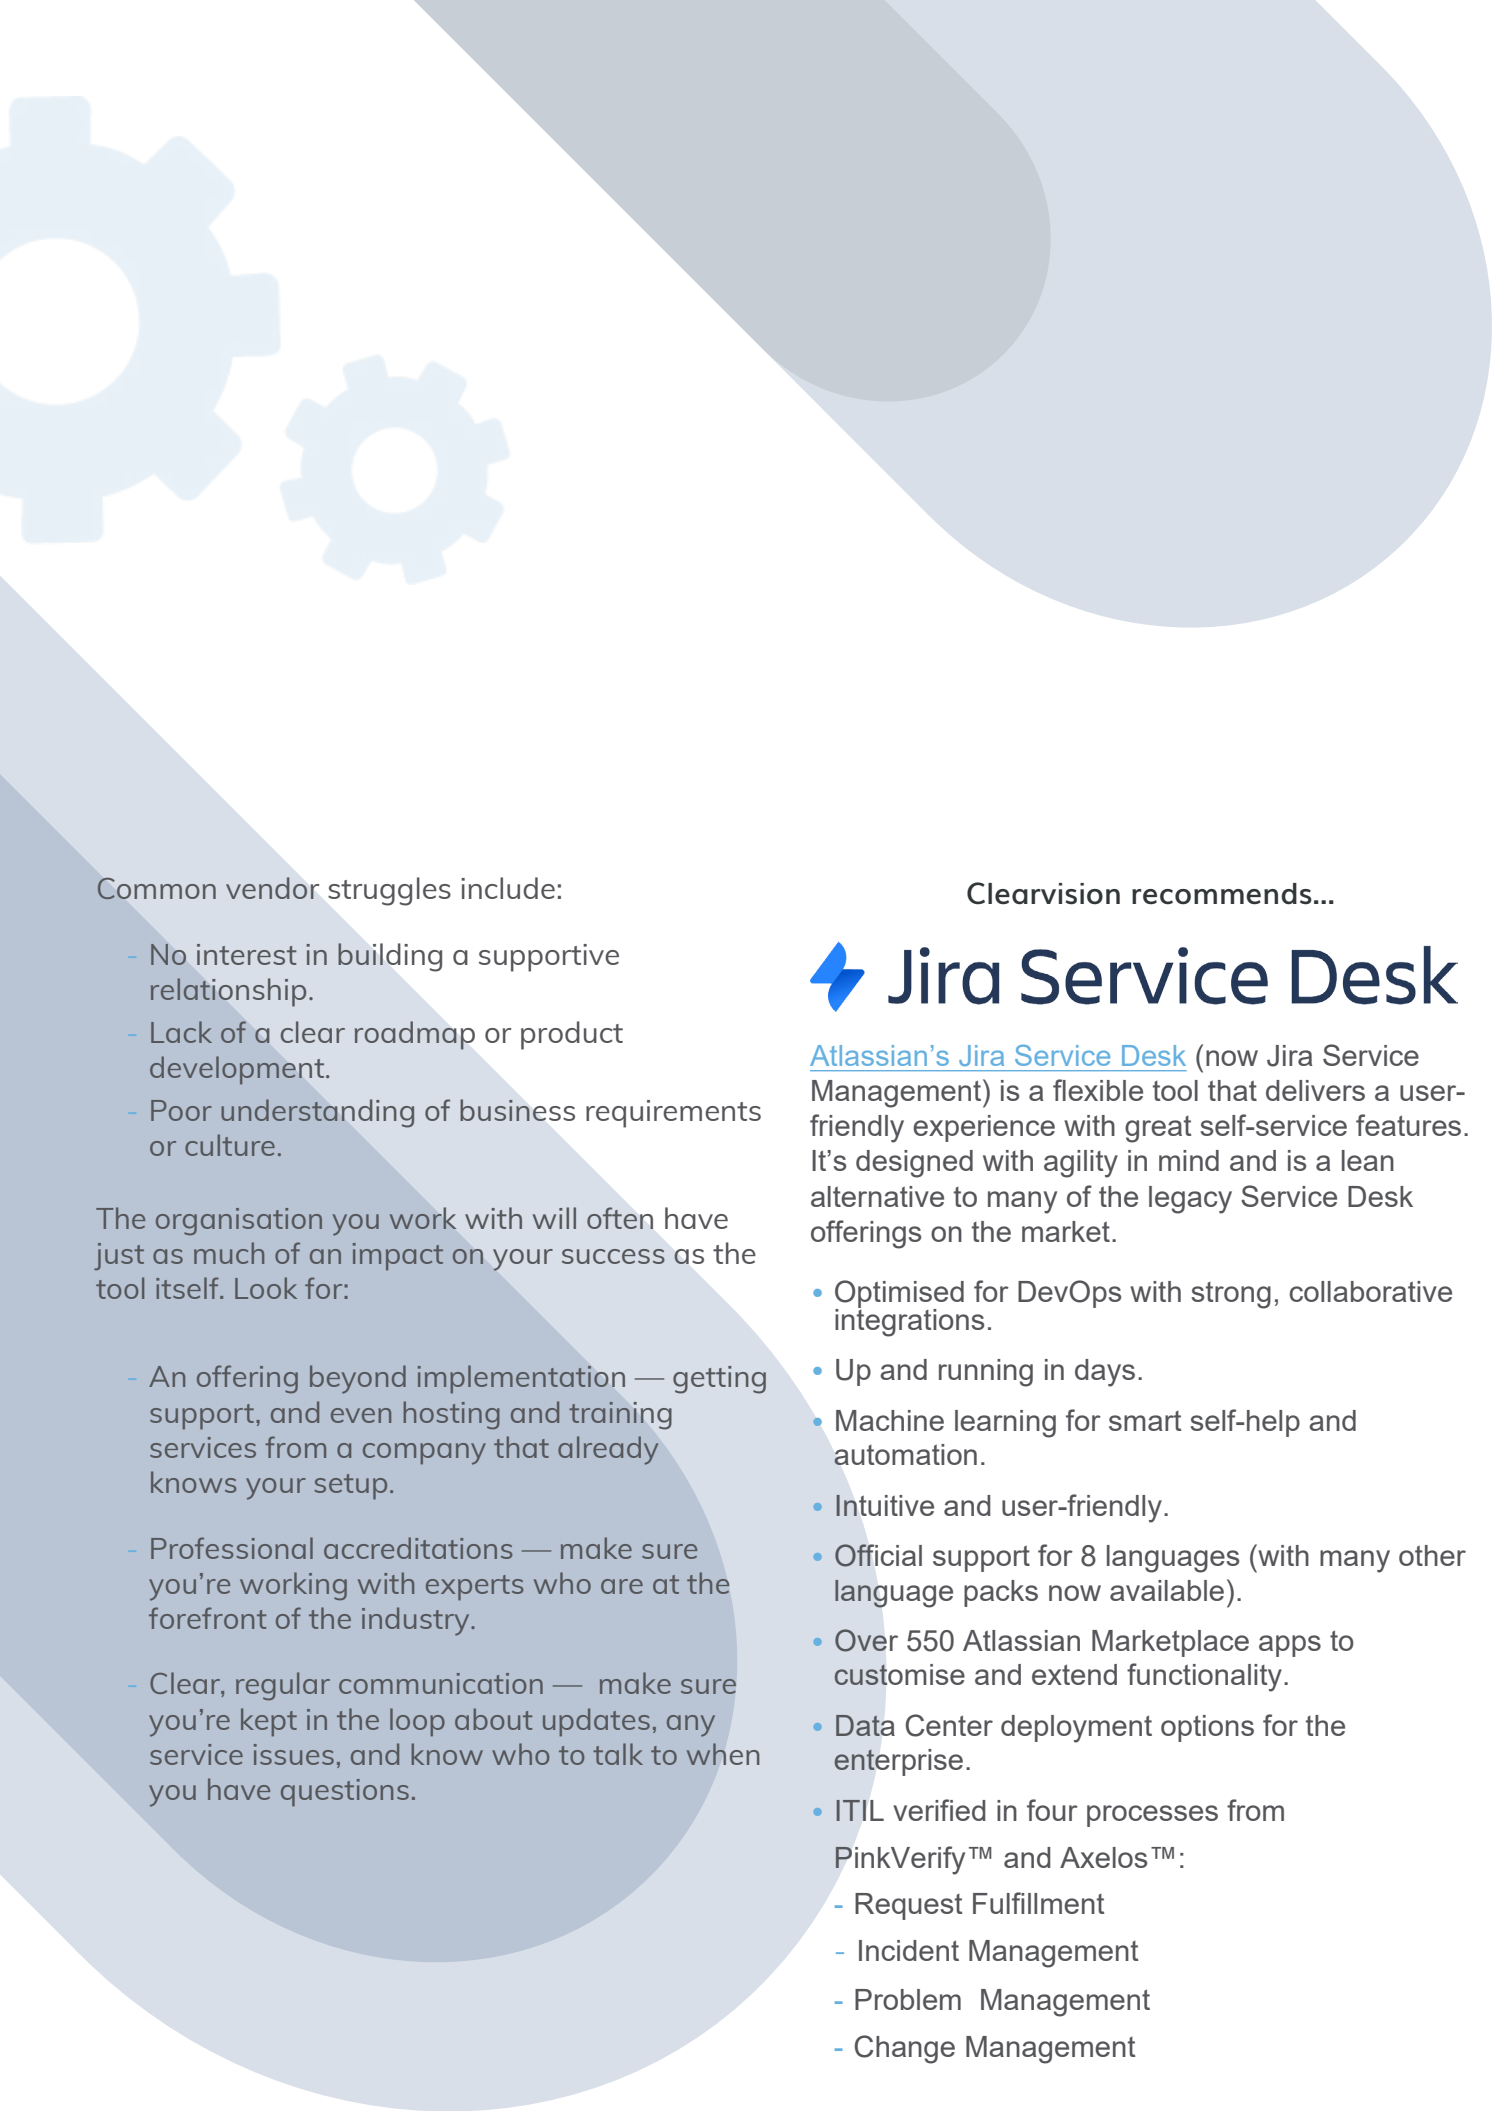 Common vendor struggles include:
- No interest in building a supportive
relationship.
- Lack of a clear roadmap or product
development.
- Poor understanding of business requirements
or culture.
The organisation you work with will often have
just as much of an impact on your success as the
tool itself. Look for:
- An offering beyond implementation — getting
support, and even hosting and training
services from a company that already
knows your setup.
- Professional accreditations — make sure
you’re working with experts who are at the
forefront of the industry.
- Clear, regular communication —  make sure
you’re kept in the loop about updates, any
service issues, and know who to talk to when
you have questions.
Clearvision recommends...
Jira Service Desk
Atlassian’s Jira Service Desk (now Jira Service
Management) is a flexible tool that delivers a user-
friendly experience with great self-service features.
It’s designed with agility in mind and is a lean
alternative to many of the legacy Service Desk
offerings on the market.
• Optimised for DevOps with strong, collaborative
integrations.
• Up and running in days.
• Machine learning for smart self-help and
automation.
• Intuitive and user-friendly.
• Official support for 8 languages (with many other
language packs now available).
• Over 550 Atlassian Marketplace apps to
customise and extend functionality.
• Data Center deployment options for the
enterprise.
• ITIL verified in four processes from
PinkVerify™ and Axelos™:
- Request Fulfillment
- Incident Management
- Problem  Management
- Change Management